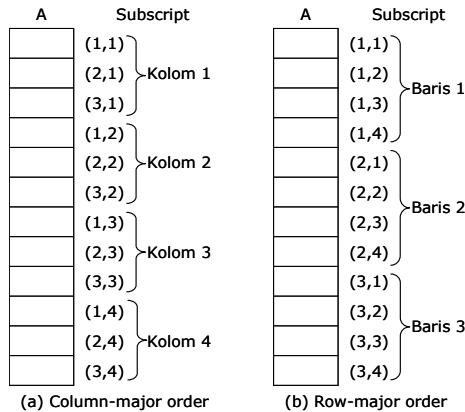 A Subscript
(1,1)
(2,1) Kolom 1
(3,1)
(1,2)
(2,2) Kolom 2
(3,2)
(1,3)
(2,3) Kolom 3
(3,3)
(1,4)
(2,4) Kolom 4
(3,4)
(a) Column-major order
A Subscript
(1,1)
(1,2)
Baris 1
(1,3)
(1,4)
(2,1)
(2,2)
Baris 2
(2,3)
(2,4)
(3,1)
(3,2)
Baris 3
(3,3)
(3,4)
(b) Row-major order